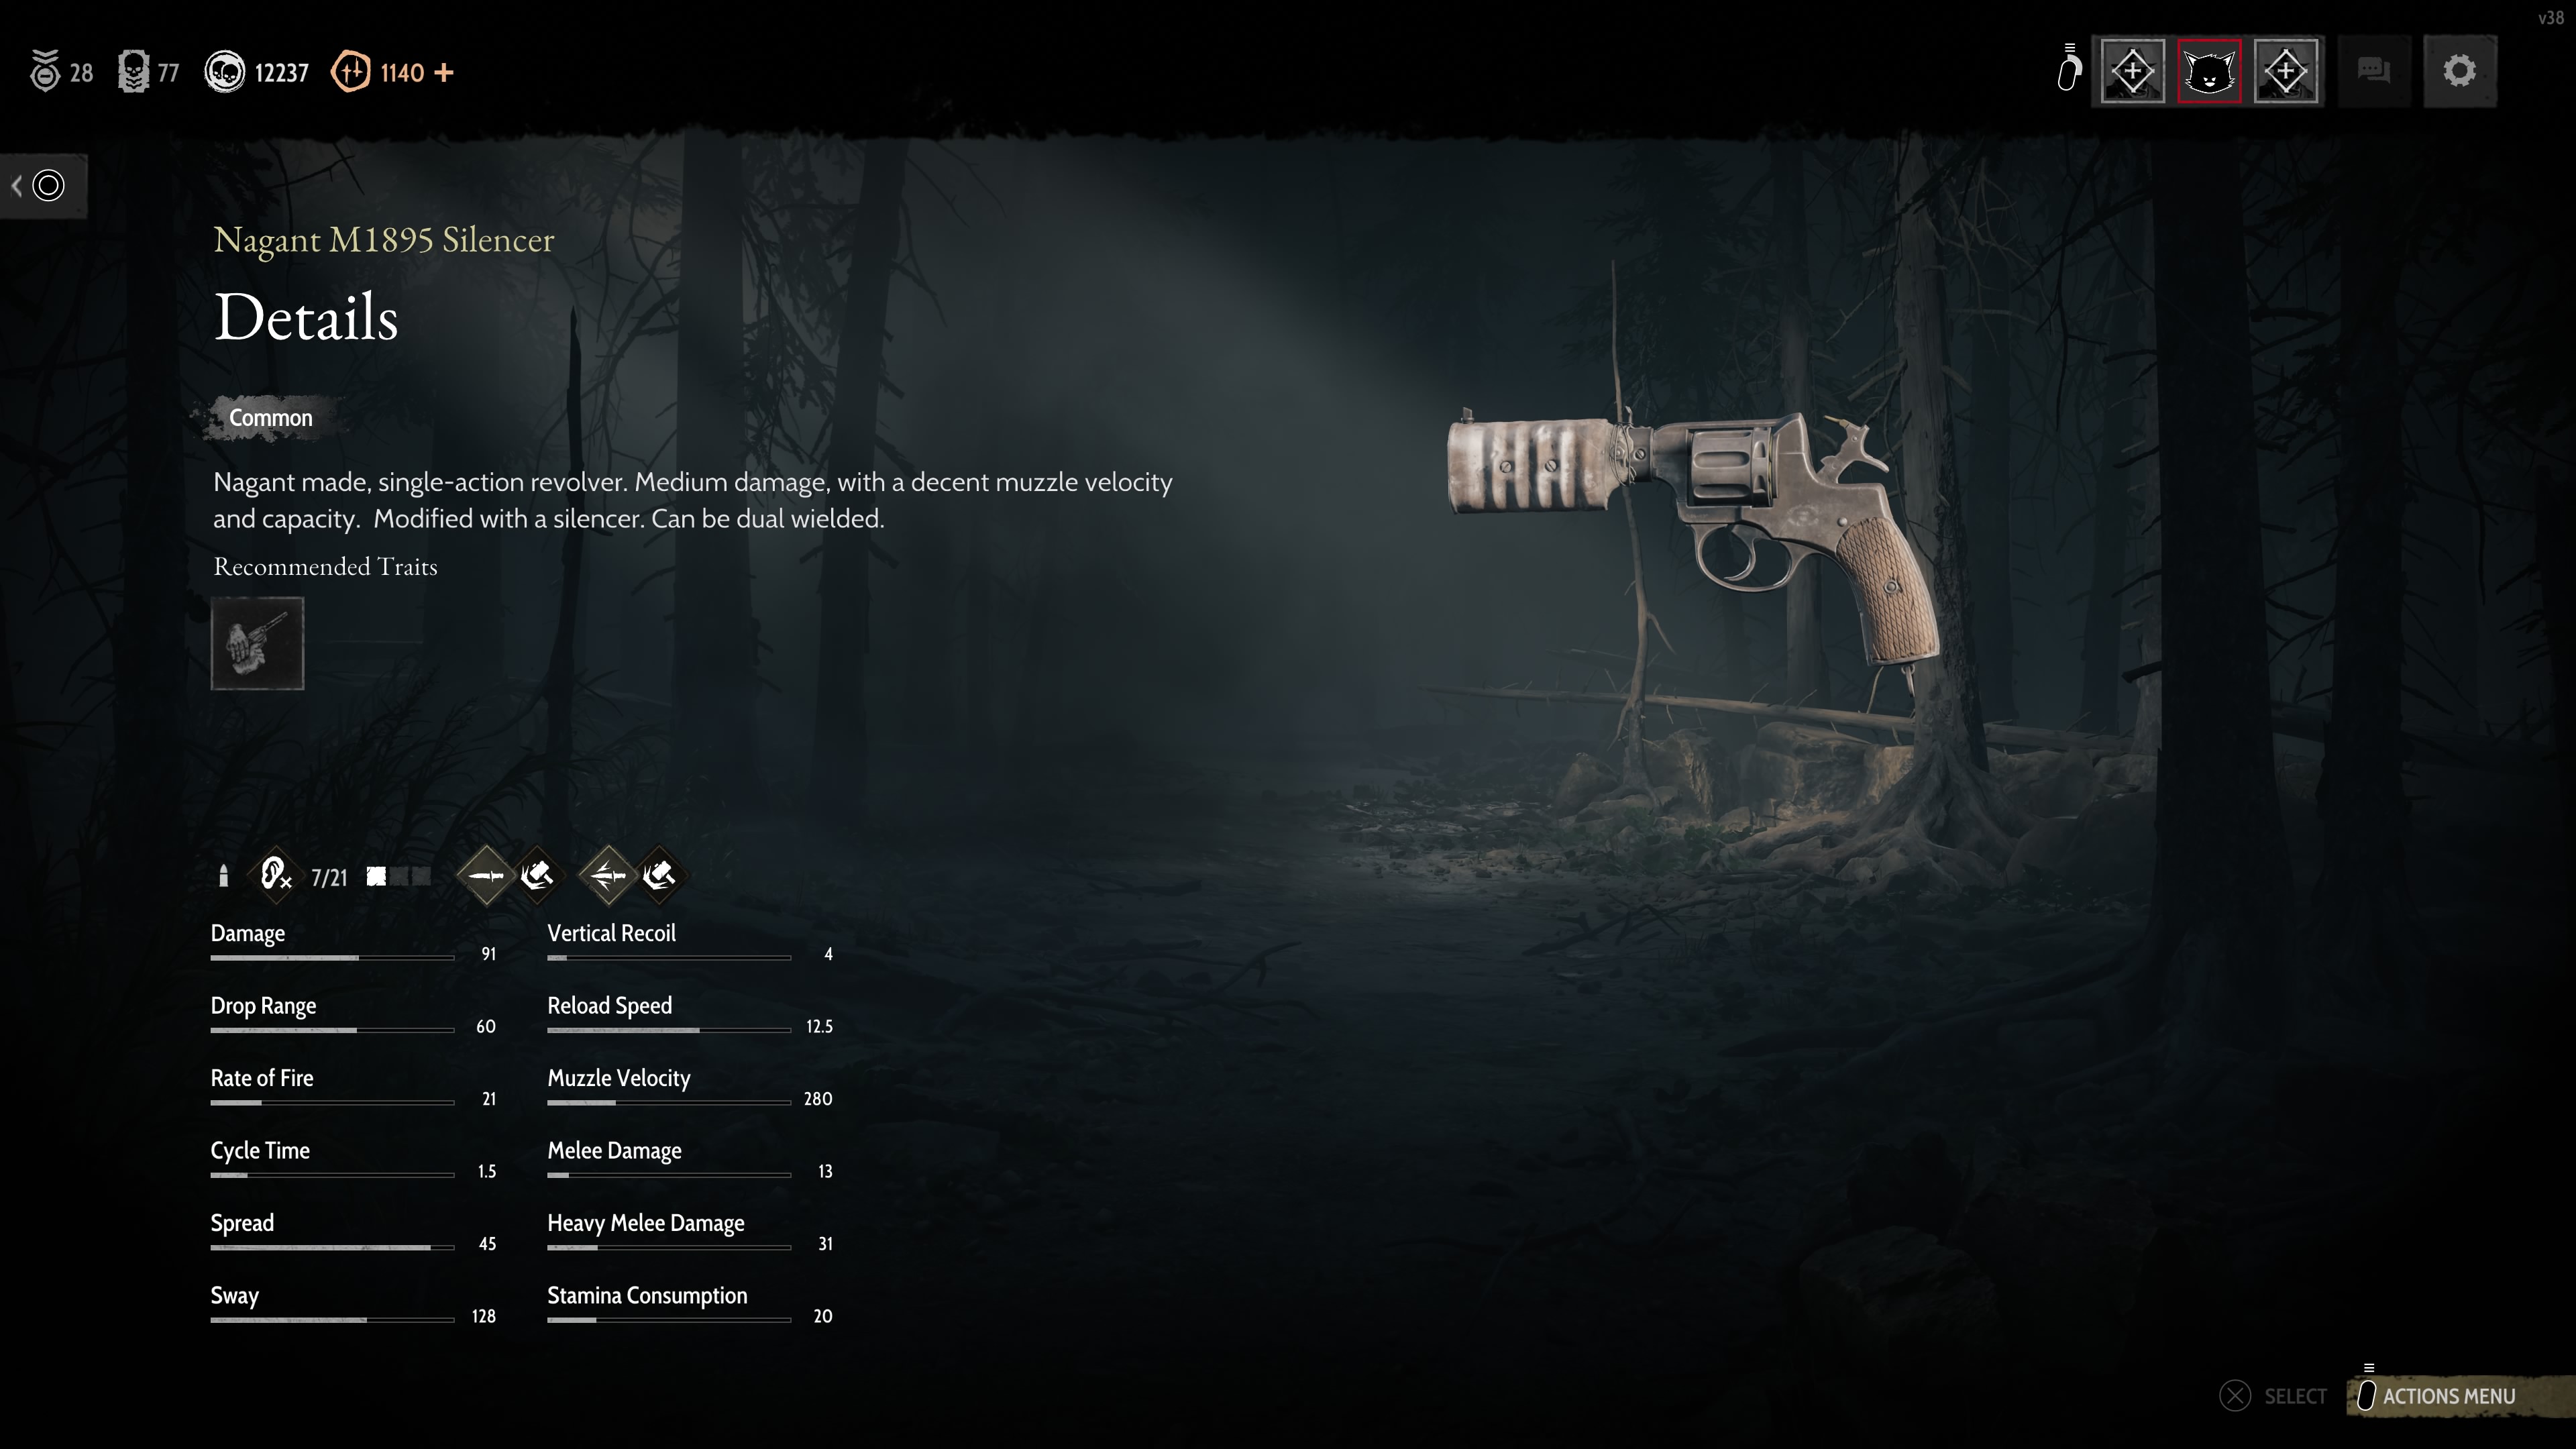 v38
28 77 12237 1140 +
Nagant M1895 Silencer
Details
Common
Nagant made, single-action revolver. Medium damage, with a decent muzzle velocity
and capacity.  Modified with a silencer. Can be dual wielded.
Recommended Traits
7/21
Damage 91
Vertical Recoil 4
Drop Range 60
Reload Speed 12.5
Rate of Fire 21
Muzzle Velocity 280
Cycle Time 1.5
Melee Damage 13
Spread 45
Heavy Melee Damage 31
Sway 128
Stamina Consumption 20
SELECT
ACTIONS MENU